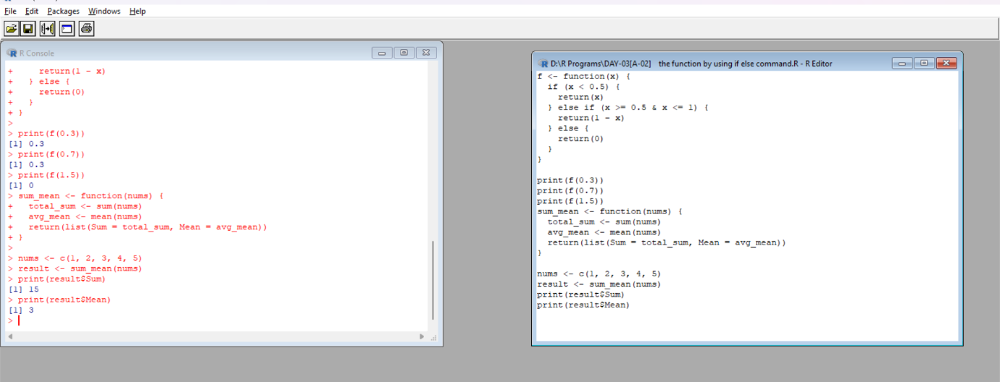 File Edit Packages Windows Help
R Console
+     return(1 - x)
+   } else {
+     return(0)
+   }
+ }
>
> print(f(0.3))
[1] 0.3
> print(f(0.7))
[1] 0.3
> print(f(1.5))
[1] 0
> sum_mean <- function(nums) {
+   total_sum <- sum(nums)
+   avg_mean <- mean(nums)
+   return(list(Sum = total_sum, Mean = avg_mean))
+ }
>
> nums <- c(1, 2, 3, 4, 5)
> result <- sum_mean(nums)
> print(result$Sum)
[1] 15
> print(result$Mean)
[1] 3
>
D:\R Programs\DAY-03[A-02]   the function by using if else command.R - R Editor
f <- function(x) {
  if (x < 0.5) {
    return(x)
  } else if (x >= 0.5 & x <= 1) {
    return(1 - x)
  } else {
    return(0)
  }
}
print(f(0.3))
print(f(0.7))
print(f(1.5))
sum_mean <- function(nums) {
  total_sum <- sum(nums)
  avg_mean <- mean(nums)
  return(list(Sum = total_sum, Mean = avg_mean))
}
nums <- c(1, 2, 3, 4, 5)
result <- sum_mean(nums)
print(result$Sum)
print(result$Mean)